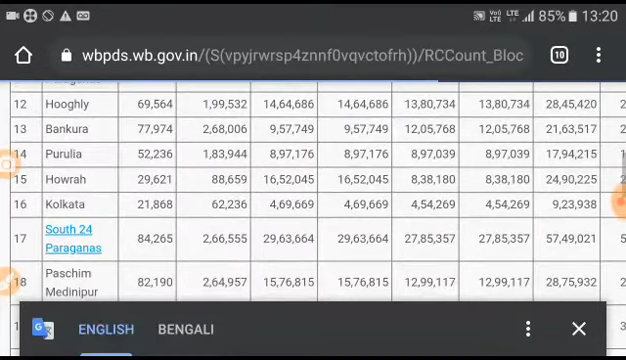 85% 13:20
wbpds.wb.gov.in/(S(vpyjrwrsp4znnf0vqvctofrh))/RCCount_Bloc 10
12 Hooghly 69,564 1,99,532 14,64,686 14,64,686 13,80,734 13,80,734 28,45,420
13 Bankura 77,974 2,68,006 9,57,749 9,57,749 12,05,768 12,05,768 21,63,517
14 Purulia 52,236 1,83,944 8,97,176 8,97,176 8,97,039 8,97,039 17,94,215
15 Howrah 29,621 88,659 16,52,045 16,52,045 8,38,180 8,38,180 24,90,225
16 Kolkata 21,868 62,236 4,69,669 4,69,669 4,54,269 4,54,269 9,23,938
17 South 24 Paraganas 84,265 2,66,555 29,63,664 29,63,664 27,85,357 27,85,357 57,49,021
18 Paschim Medinipur 82,190 2,64,957 15,76,815 15,76,815 12,99,117 12,99,117 28,75,932
ENGLISH BENGALI